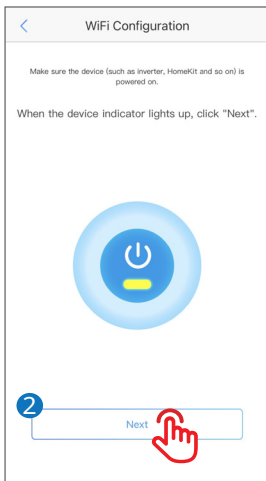 WiFi Configuration
Make sure the device (such as inverter, HomeKit and so on) is
powered on.
When the device indicator lights up, click "Next".
2
Next